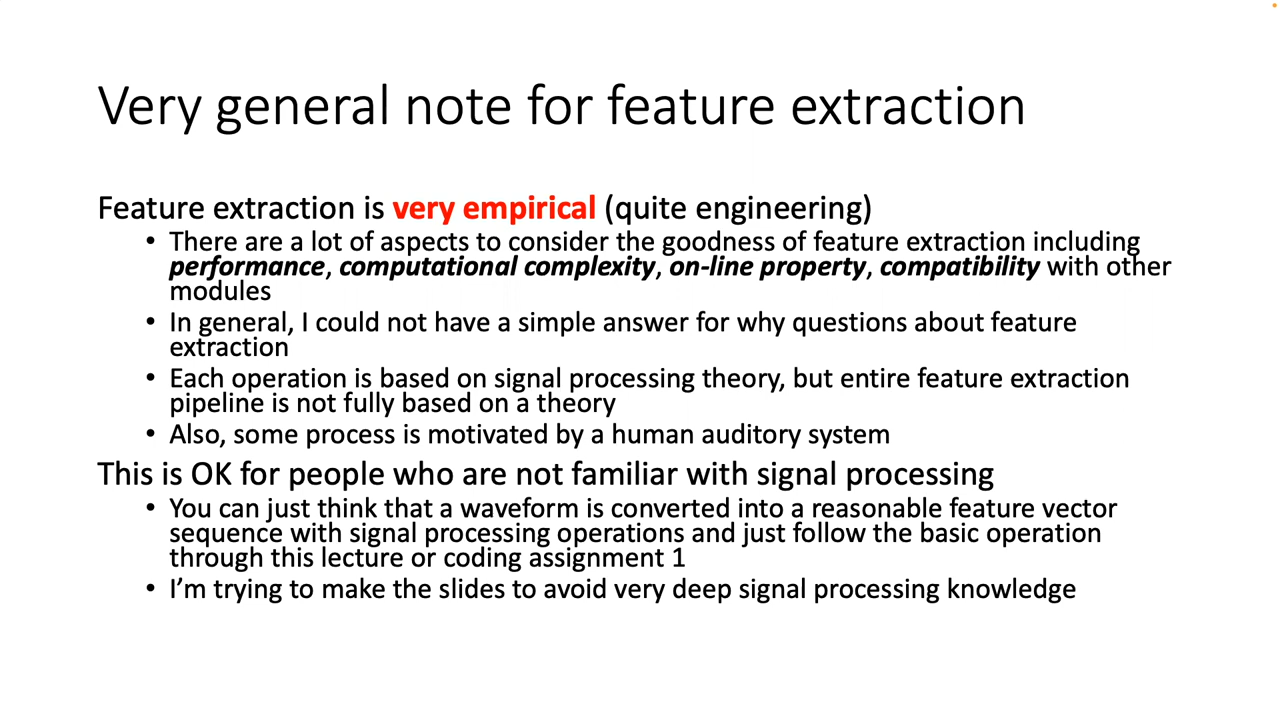 Very general note for feature extraction
Feature extraction is very empirical (quite engineering)
• There are a lot of aspects to consider the goodness of feature extraction including
performance, computational complexity, on-line property, compatibility with other
modules
• In general, I could not have a simple answer for why questions about feature
extraction
• Each operation is based on signal processing theory, but entire feature extraction
pipeline is not fully based on a theory
• Also, some process is motivated by a human auditory system
This is OK for people who are not familiar with signal processing
• You can just think that a waveform is converted into a reasonable feature vector
sequence with signal processing operations and just follow the basic operation
through this lecture or coding assignment 1
• I’m trying to make the slides to avoid very deep signal processing knowledge